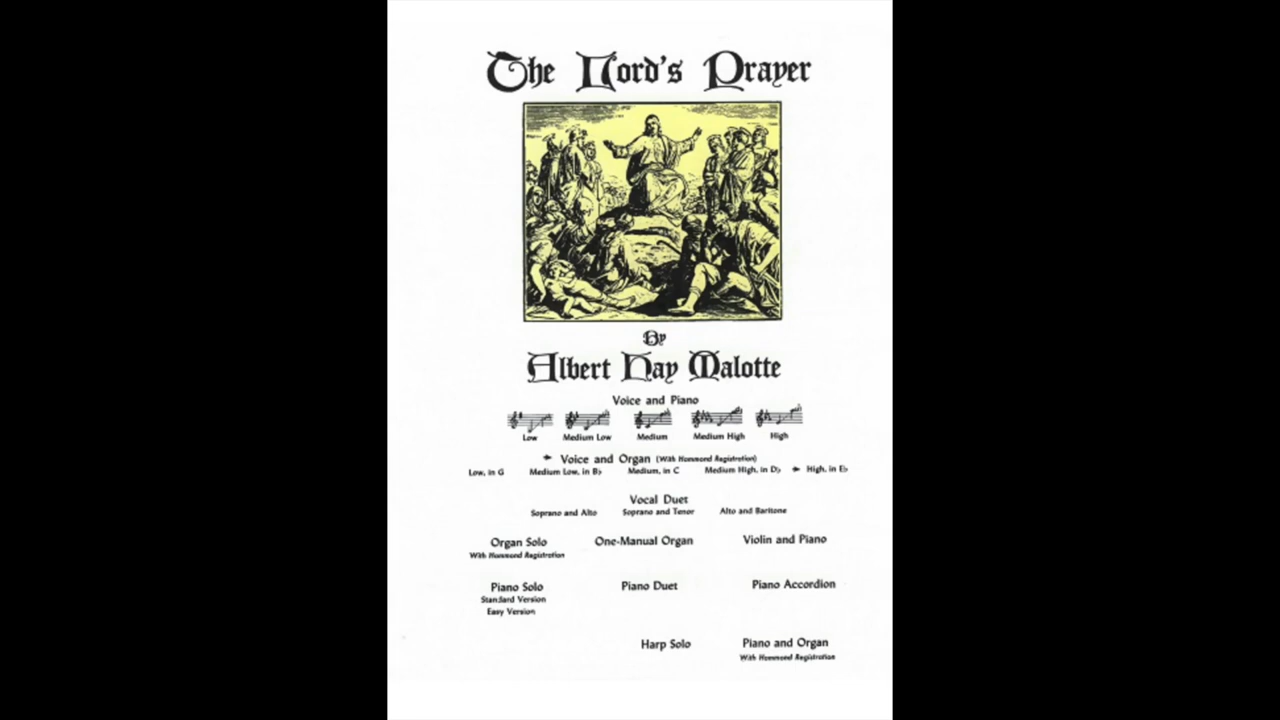 The Lord's Prayer
By
Albert Hay Malotte
Voice and Piano
Low Medium Low Medium Medium High High
Voice and Organ (With Hammond Registration)
Low, in G Medium Low, in B♭ Medium, in C Medium High, in D♭ High, in E♭
Vocal Duet
Soprano and Alto Soprano and Tenor Alto and Baritone
Organ Solo One-Manual Organ Violin and Piano
With Hammond Registration
Piano Solo Piano Duet Piano Accordion
Standard Version
Easy Version
Harp Solo Piano and Organ
With Hammond Registration